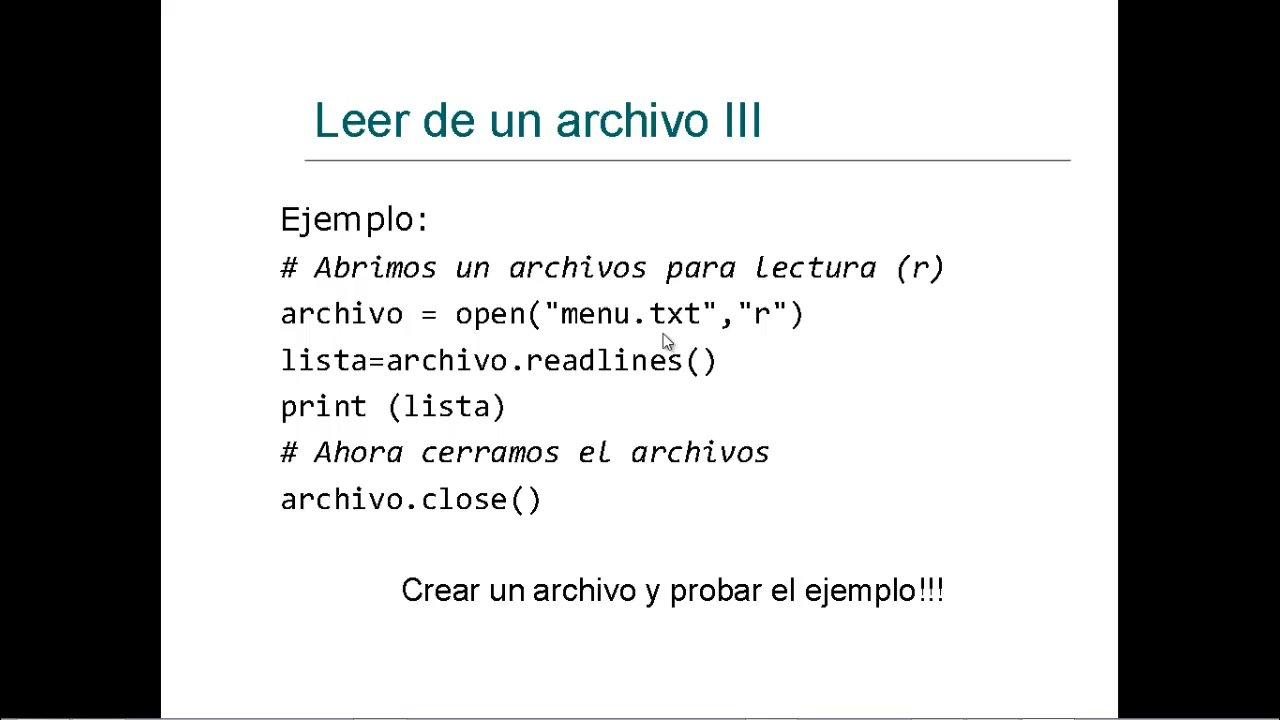 Leer de un archivo III
Ejemplo:
# Abrimos un archivos para lectura (r)
archivo = open("menu.txt","r")
lista=archivo.readlines()
print (lista)
# Ahora cerramos el archivos
archivo.close()
Crear un archivo y probar el ejemplo!!!